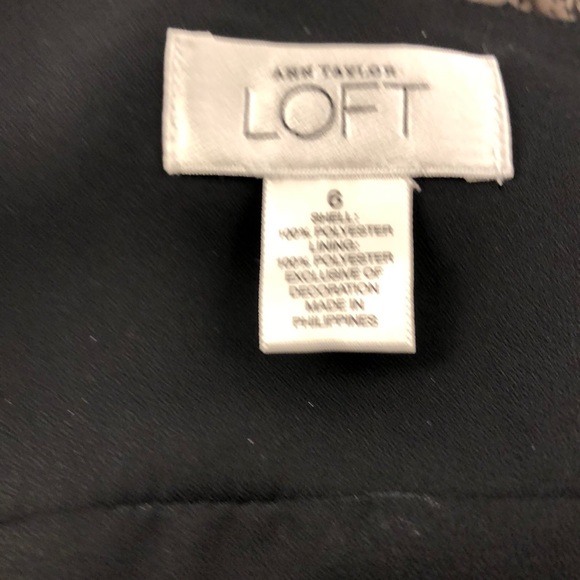 ANN TAYLOR
LOFT
6
SHELL:
100% POLYESTER
LINING:
100% POLYESTER
EXCLUSIVE OF
DECORATION
MADE IN
PHILIPPINES